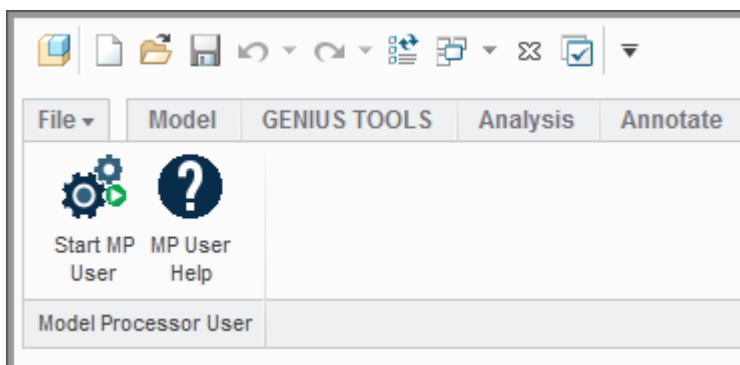 File Model GENIUS TOOLS Analysis Annotate
Start MP User
MP User Help
Model Processor User